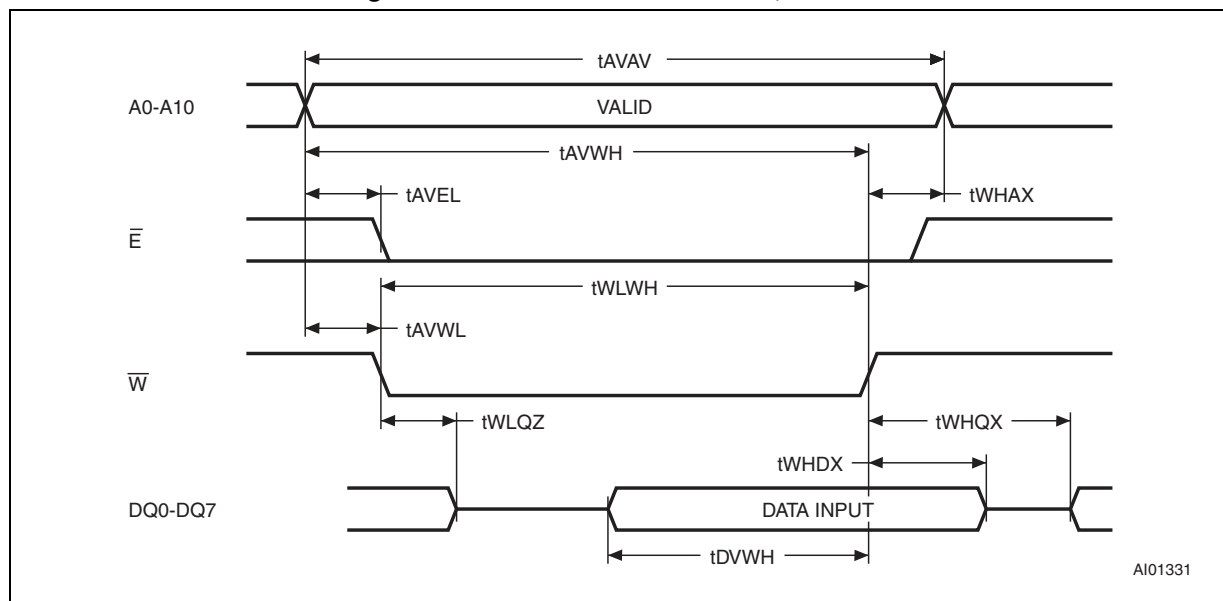 tAVAV
A0-A10
VALID
tAVWH
tAVEL
tWHAX
E̅
tWLWH
tAVWL
W̅
tWLQZ
tWHQX
tWHDX
DQ0-DQ7
DATA INPUT
tDVWH
AI01331